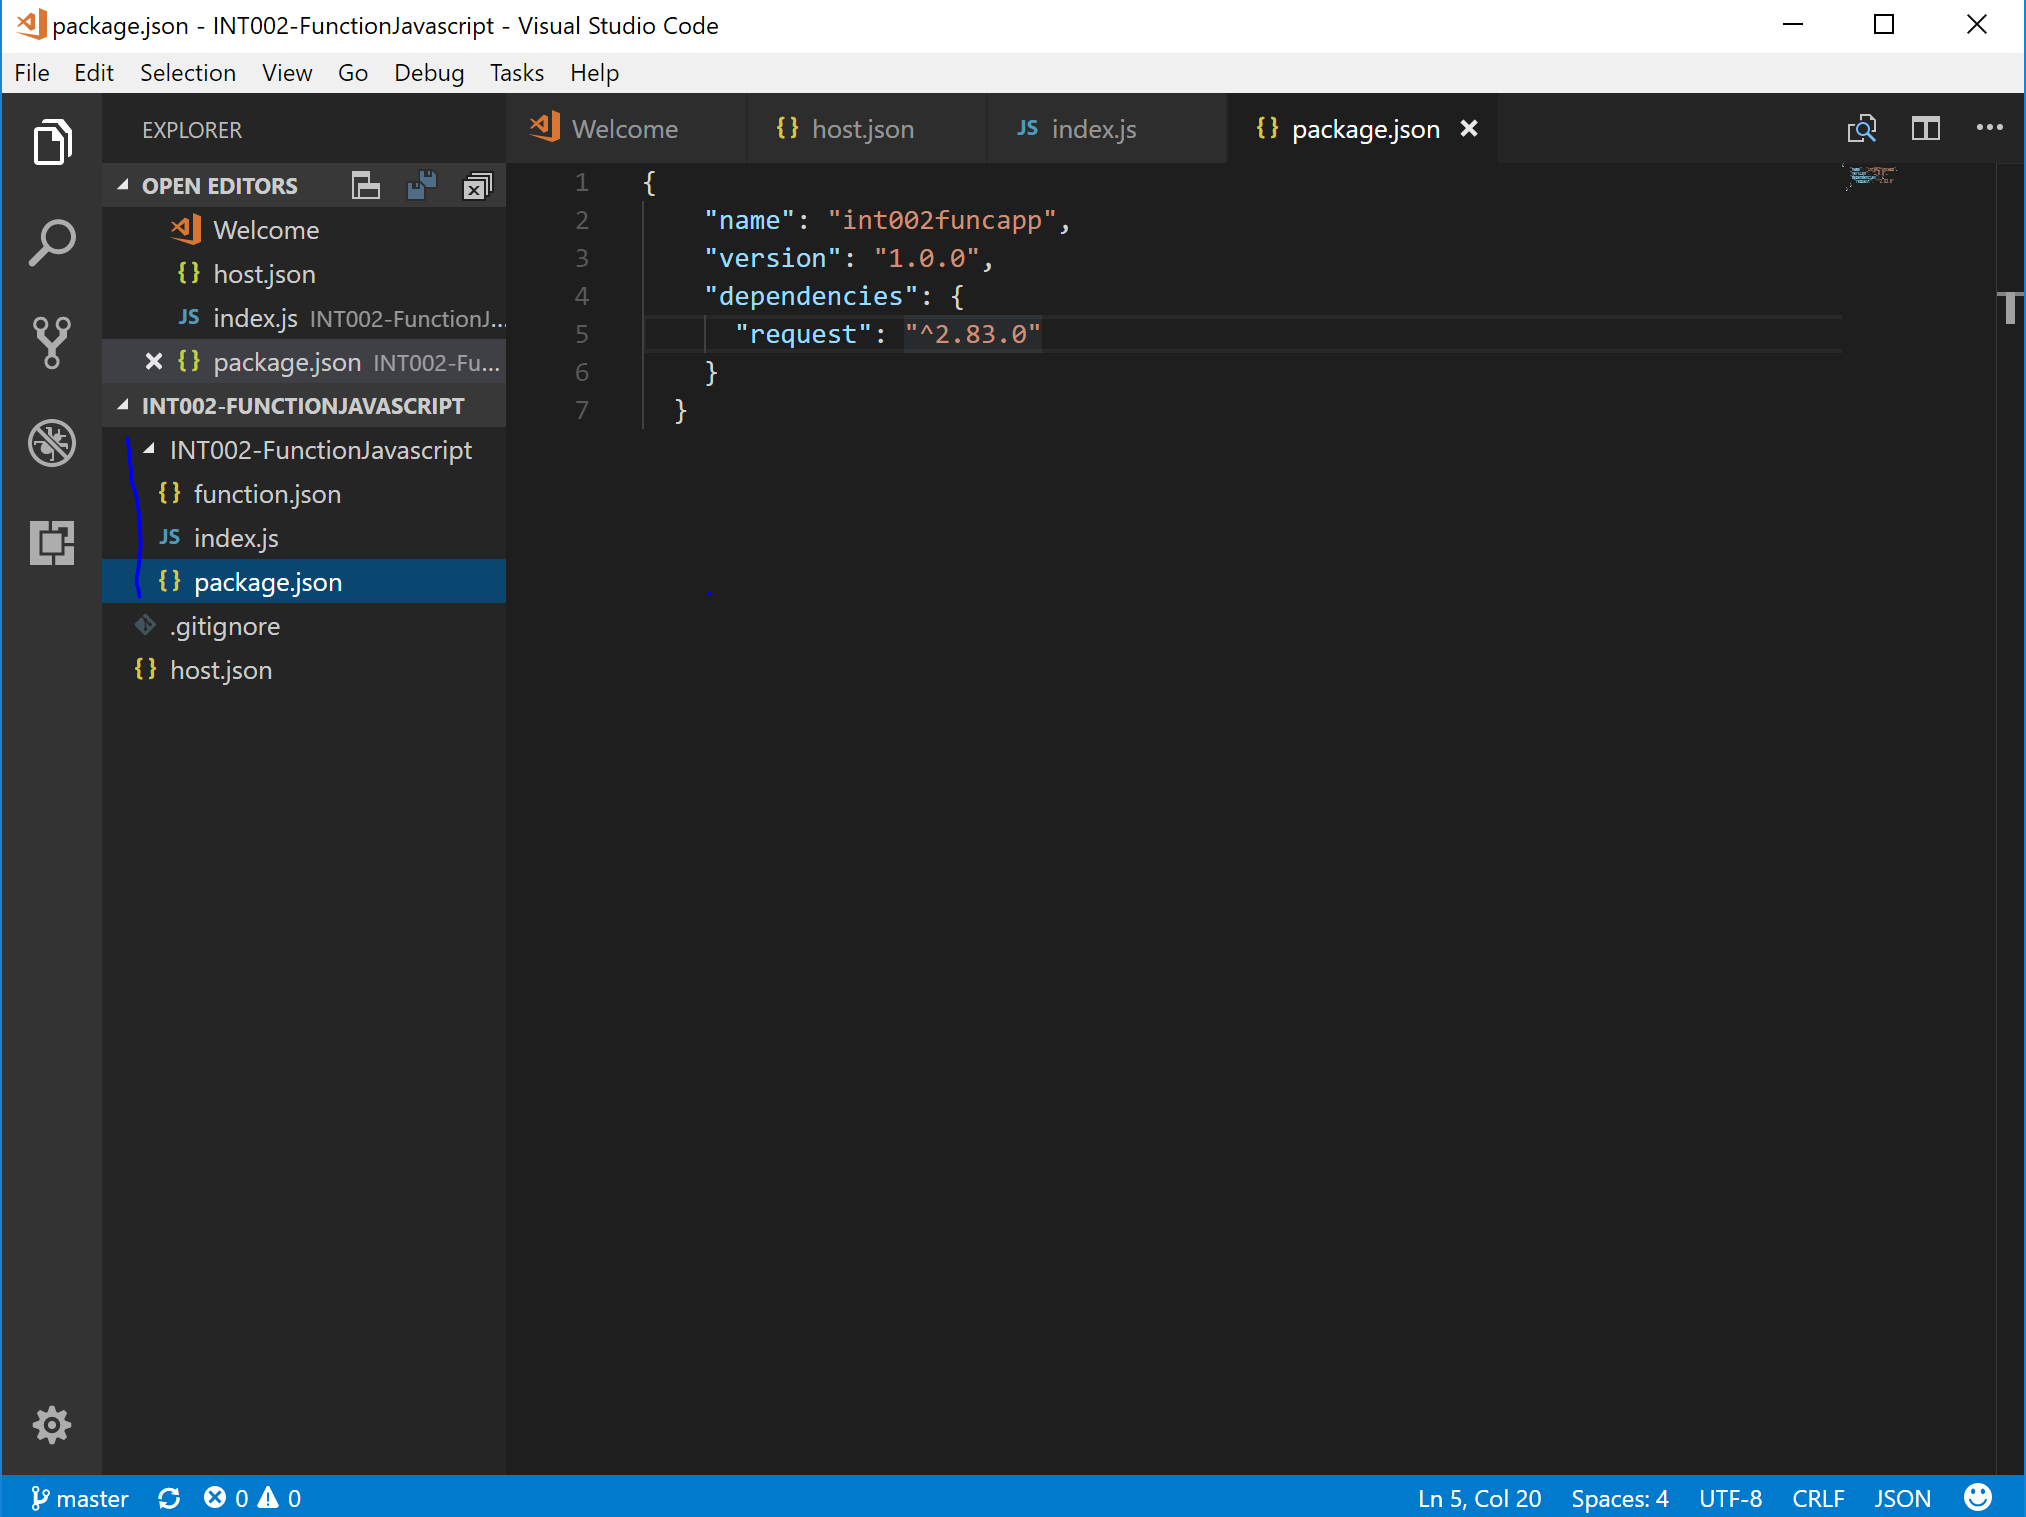 package.json - INT002-FunctionJavascript - Visual Studio Code
File Edit Selection View Go Debug Tasks Help
EXPLORER
Welcome
{ } host.json
JS index.js
{ } package.json
OPEN EDITORS
Welcome
{ } host.json
JS index.js INT002-FunctionJ...
{ } package.json INT002-Fu...
INT002-FUNCTIONJAVASCRIPT
INT002-FunctionJavascript
{ } function.json
JS index.js
{ } package.json
.gitignore
{ } host.json
1 {
2 "name": "int002funcapp",
3 "version": "1.0.0",
4 "dependencies": {
5 "request": "^2.83.0"
6 }
7 }
master 0 0
Ln 5, Col 20 Spaces: 4 UTF-8 CRLF JSON